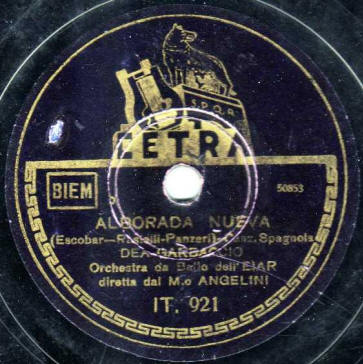 S.P.Q.R.
CETRA
BIEM
50853
ALBORADA NUEVA
(Escobar—Rastelli-Panzeri) Canz. Spagnola
DEA GARBACCIO
Orchestra da Ballo dell'EIAR
diretta dal M.o ANGELINI
IT. 921